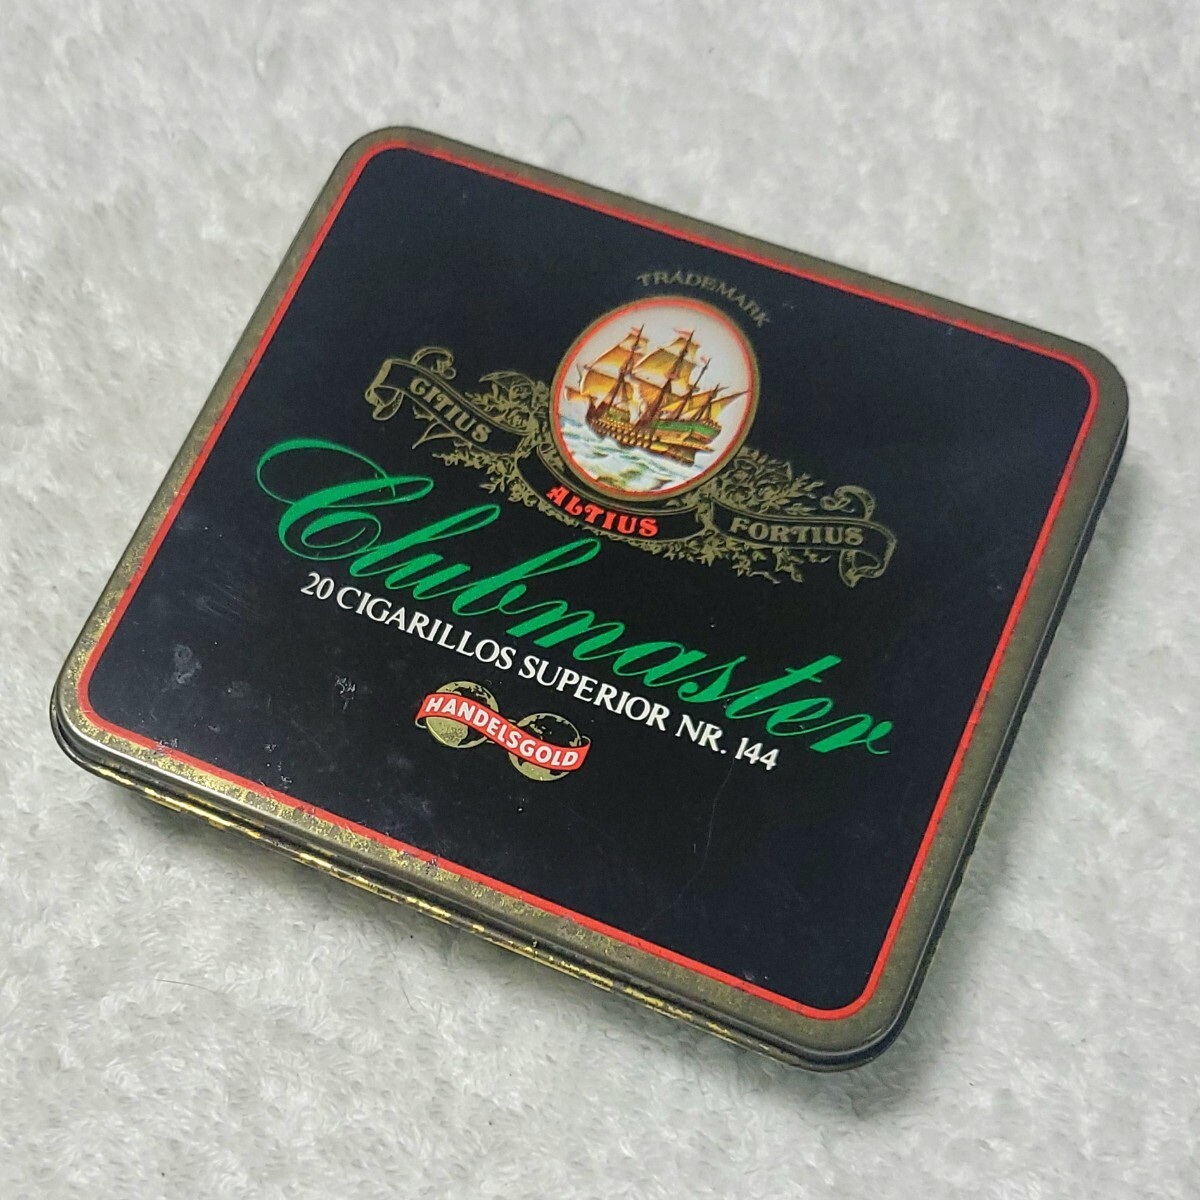 TRADEMARK
CITIUS ALTIUS FORTIUS
Clubmaster
20 CIGARILLOS SUPERIOR NR. 144
HANDELSGOLD